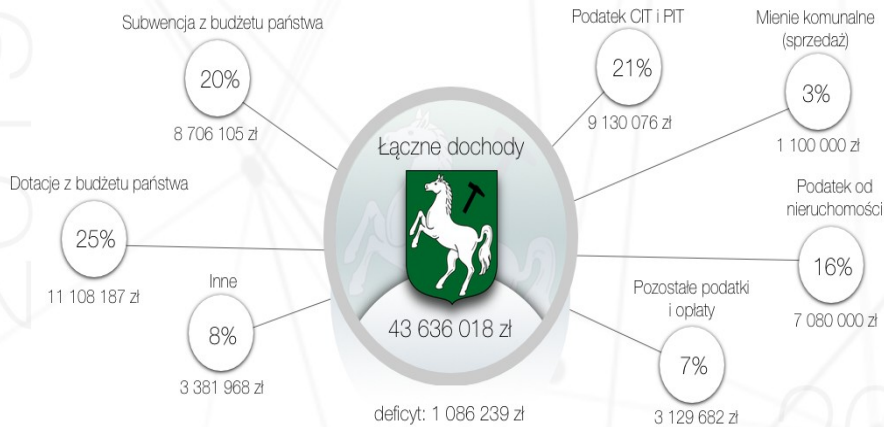 Subwencja z budżetu państwa
20%
8 706 105 zł
Podatek CIT i PIT
21%
9 130 076 zł
Mienie komunalne
(sprzedaż)
3%
1 100 000 zł
Łączne dochody
43 636 018 zł
deficyt: 1 086 239 zł
Dotacje z budżetu państwa
25%
11 108 187 zł
Inne
8%
3 381 968 zł
Podatek od
nieruchomości
16%
7 080 000 zł
Pozostałe podatki
i opłaty
7%
3 129 682 zł